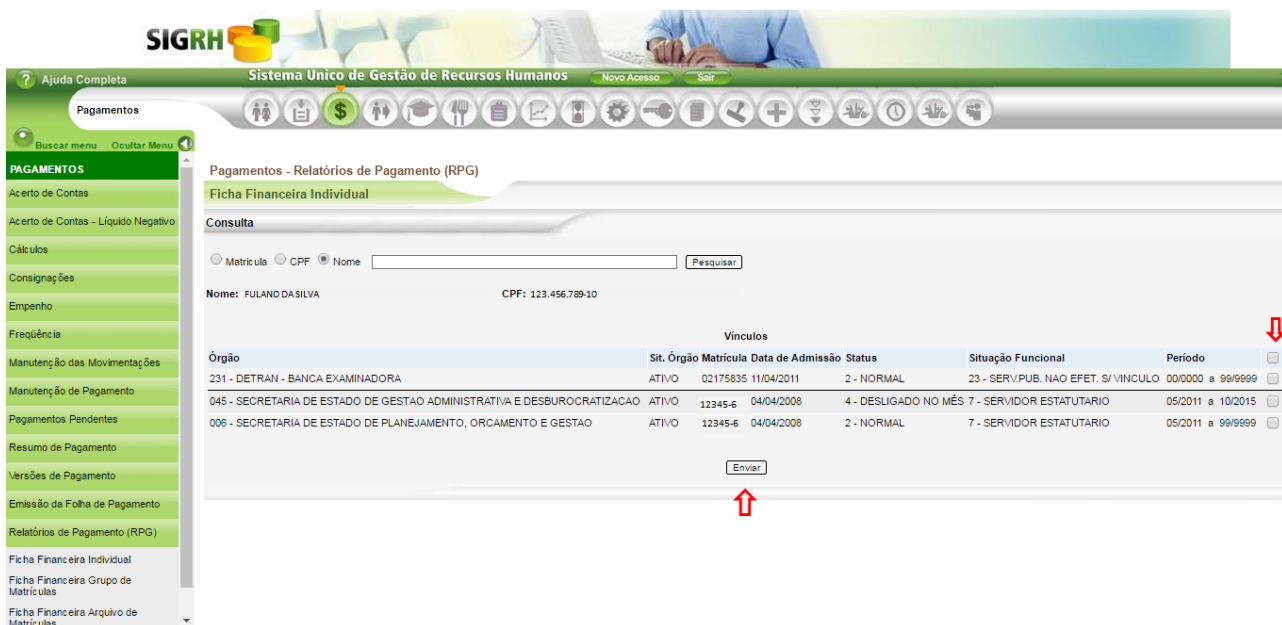 SIGRH
? Ajuda Completa
Sistema Unico de Gestão de Recursos Humanos
Novo Acesso
Sair
Pagamentos
$
Buscar menu Ocultar Menu
PAGAMENTOS
Acerto de Contas
Acerto de Contas - Líquido Negativo
Cálculos
Consignações
Empenho
Freqüência
Manutenção das Movimentações
Manutenção de Pagamento
Pagamentos Pendentes
Resumo de Pagamento
Versões de Pagamento
Emissão da Folha de Pagamento
Relatórios de Pagamento (RPG)
Ficha Financeira Individual
Ficha Financeira Grupo de
Matrículas
Ficha Financeira Arquivo de
Matrículas
Pagamentos - Relatórios de Pagamento (RPG)
Ficha Financeira Individual
Consulta
Matricula CPF Nome Pesquisar
Nome: FULANO DA SILVA CPF: 123.456.789-10
Vínculos
Órgão Sit. Órgão Matrícula Data de Admissão Status Situação Funcional Período
231 - DETRAN - BANCA EXAMINADORA ATIVO 02175835 11/04/2011 2 - NORMAL 23 - SERV.PUB. NAO EFET. S/ VINCULO 00/0000 a 99/9999
045 - SECRETARIA DE ESTADO DE GESTAO ADMINISTRATIVA E DESBUROCRATIZACAO ATIVO 12345-6 04/04/2008 4 - DESLIGADO NO MÊS 7 - SERVIDOR ESTATUTARIO 05/2011 a 10/2015
006 - SECRETARIA DE ESTADO DE PLANEJAMENTO, ORCAMENTO E GESTAO ATIVO 12345-6 04/04/2008 2 - NORMAL 7 - SERVIDOR ESTATUTARIO 05/2011 a 99/9999
Enviar